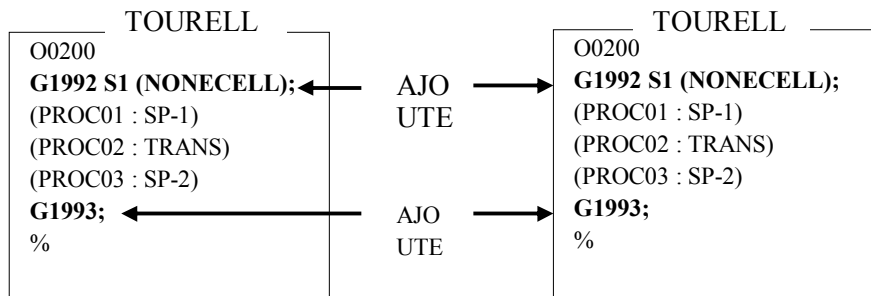 TOURELL
O0200
G1992 S1 (NONECELL);
(PROC01 : SP-1)
(PROC02 : TRANS)
(PROC03 : SP-2)
G1993;
%
AJO
UTE
AJO
UTE
TOURELL
O0200
G1992 S1 (NONECELL);
(PROC01 : SP-1)
(PROC02 : TRANS)
(PROC03 : SP-2)
G1993;
%